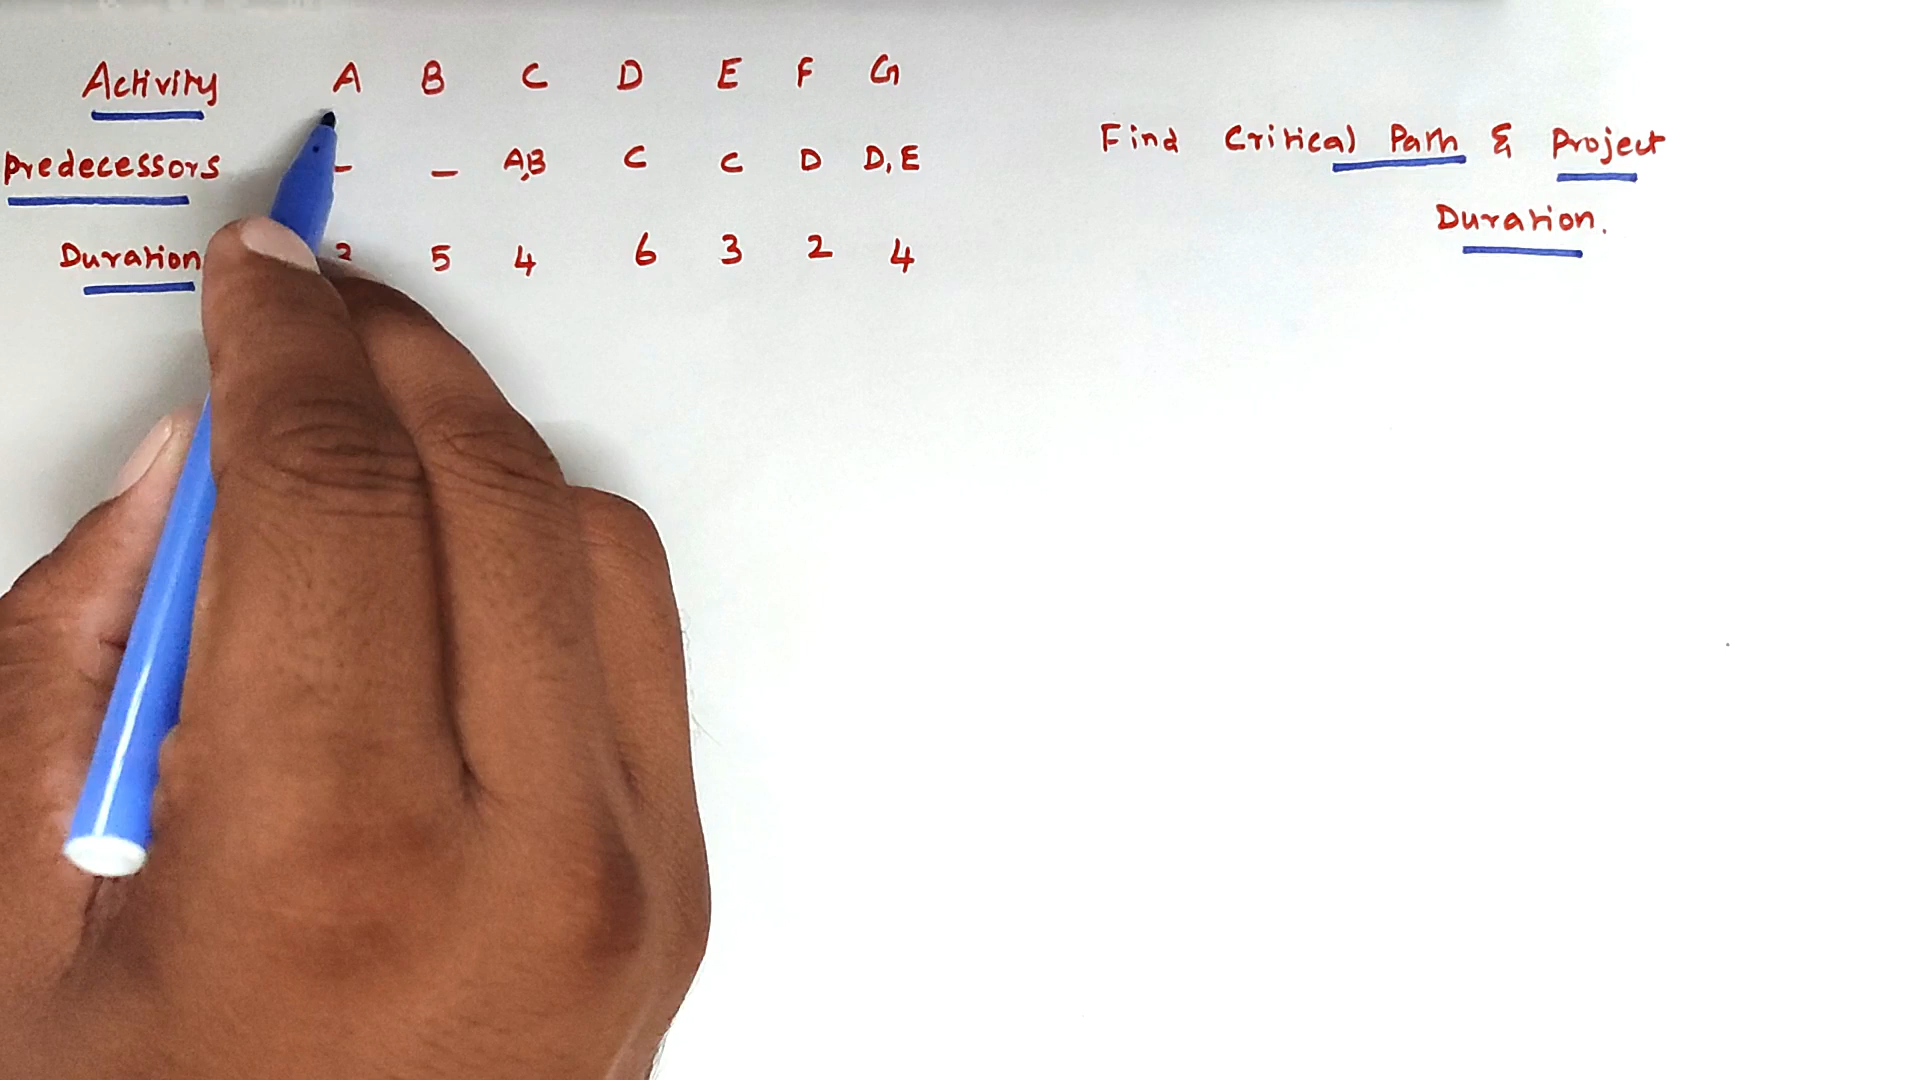 Activity A B C D E F G
Predecessors - - A,B C C D D,E
Duration 5 4 6 3 2 4
Find Critical Path & Project
Duration.